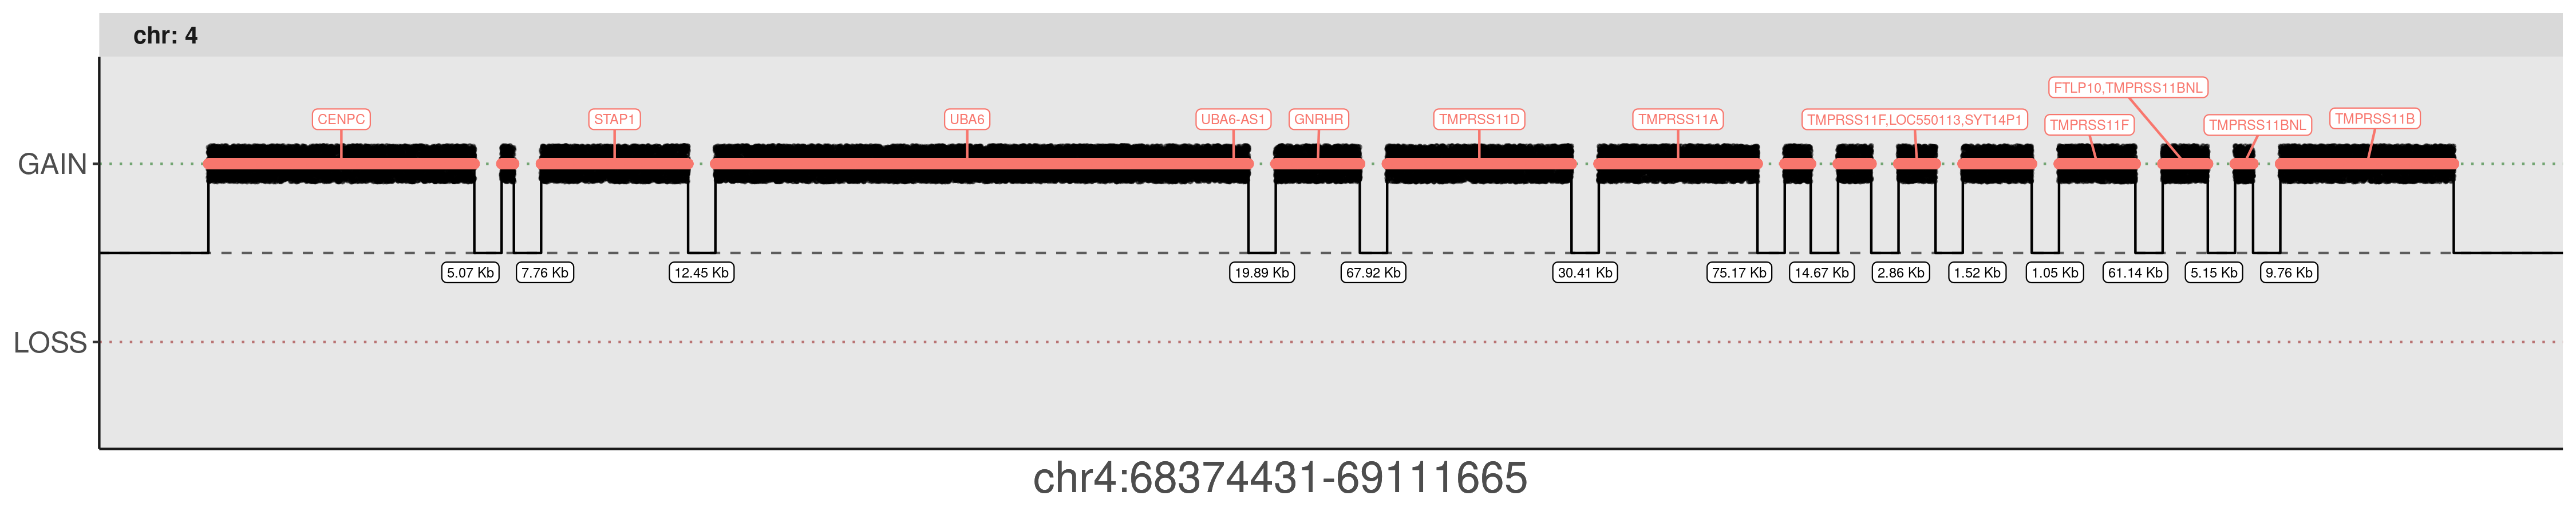 chr: 4
FTLP10,TMPRSS11BNL
CENPC
STAP1
UBA6
UBA6-AS1
GNRHR
TMPRSS11D
TMPRSS11A
TMPRSS11F,LOC550113,SYT14P1
TMPRSS11F
TMPRSS11BNL
TMPRSS11B
GAIN
5.07 Kb
7.76 Kb
12.45 Kb
19.89 Kb
67.92 Kb
30.41 Kb
75.17 Kb
14.67 Kb
2.86 Kb
1.52 Kb
1.05 Kb
61.14 Kb
5.15 Kb
9.76 Kb
LOSS
chr4:68374431-69111665